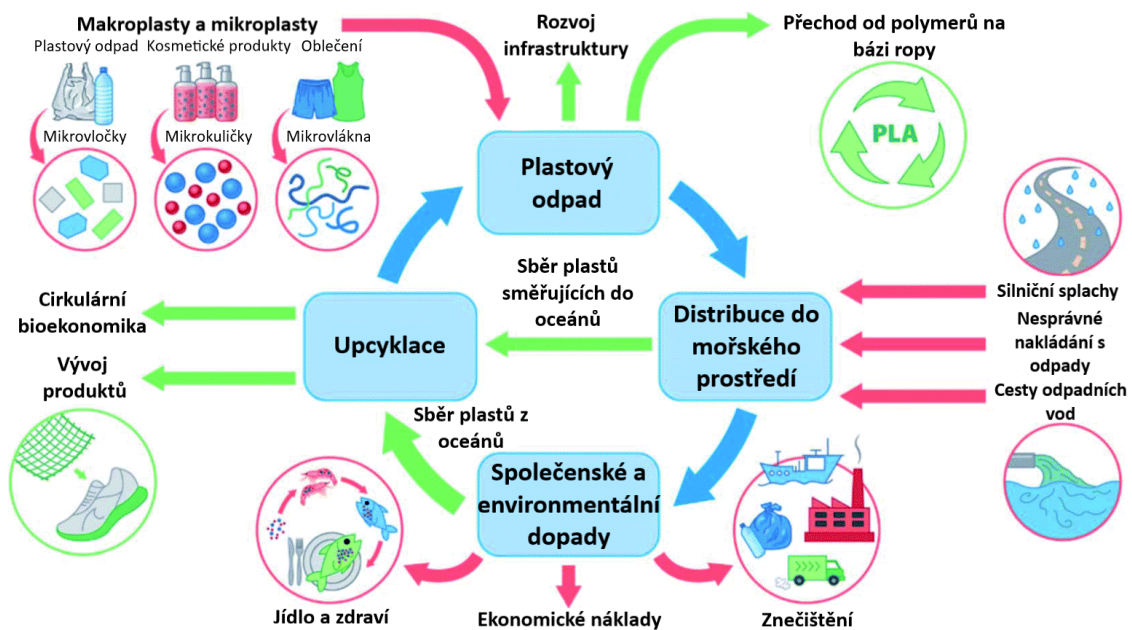 Makroplasty a mikroplasty
Plastový odpad
Kosmetické produkty
Oblečení
Mikrovločky
Mikrokuličky
Mikrovlákna
Rozvoj
infrastruktury
Přechod od polymerů na
bázi ropy
PLA
Plastový
odpad
Silniční splachy
Nesprávné
nakládání s
odpady
Cesty odpadních
vod
Distribuce do
mořského
prostředí
Sběr plastů
směřujících do
oceánů
Upcyklace
Cirkulární
bioekonomika
Vývoj
produktů
Sběr plastů z
oceánů
Společenské a
environmentální
dopady
Jídlo a zdraví
Ekonomické náklady
Znečištění